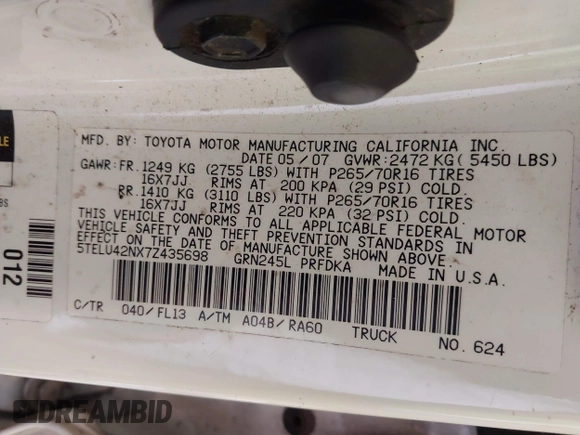 MFD. BY: TOYOTA MOTOR MANUFACTURING CALIFORNIA INC.
DATE 05/07 GVWR: 2472 KG( 5450 LBS)
GAWR: FR. 1249 KG (2755 LBS) WITH P265/70R16 TIRES
16X7JJ RIMS AT 200 KPA (29 PSI) COLD.
RR. 1410 KG (3110 LBS) WITH P265/70R16 TIRES
16X7JJ RIMS AT 220 KPA (32 PSI) COLD.
THIS VEHICLE CONFORMS TO ALL APPLICABLE FEDERAL MOTOR
VEHICLE SAFETY AND THEFT PREVENTION STANDARDS IN
EFFECT ON THE DATE OF MANUFACTURE SHOWN ABOVE.
5TELU42NX7Z435698 GRN245L PRFDKA MADE IN U.S.A.
C/TR 040/FL13 A/TM A04B/RA60 TRUCK NO. 624
012
DREAMBID